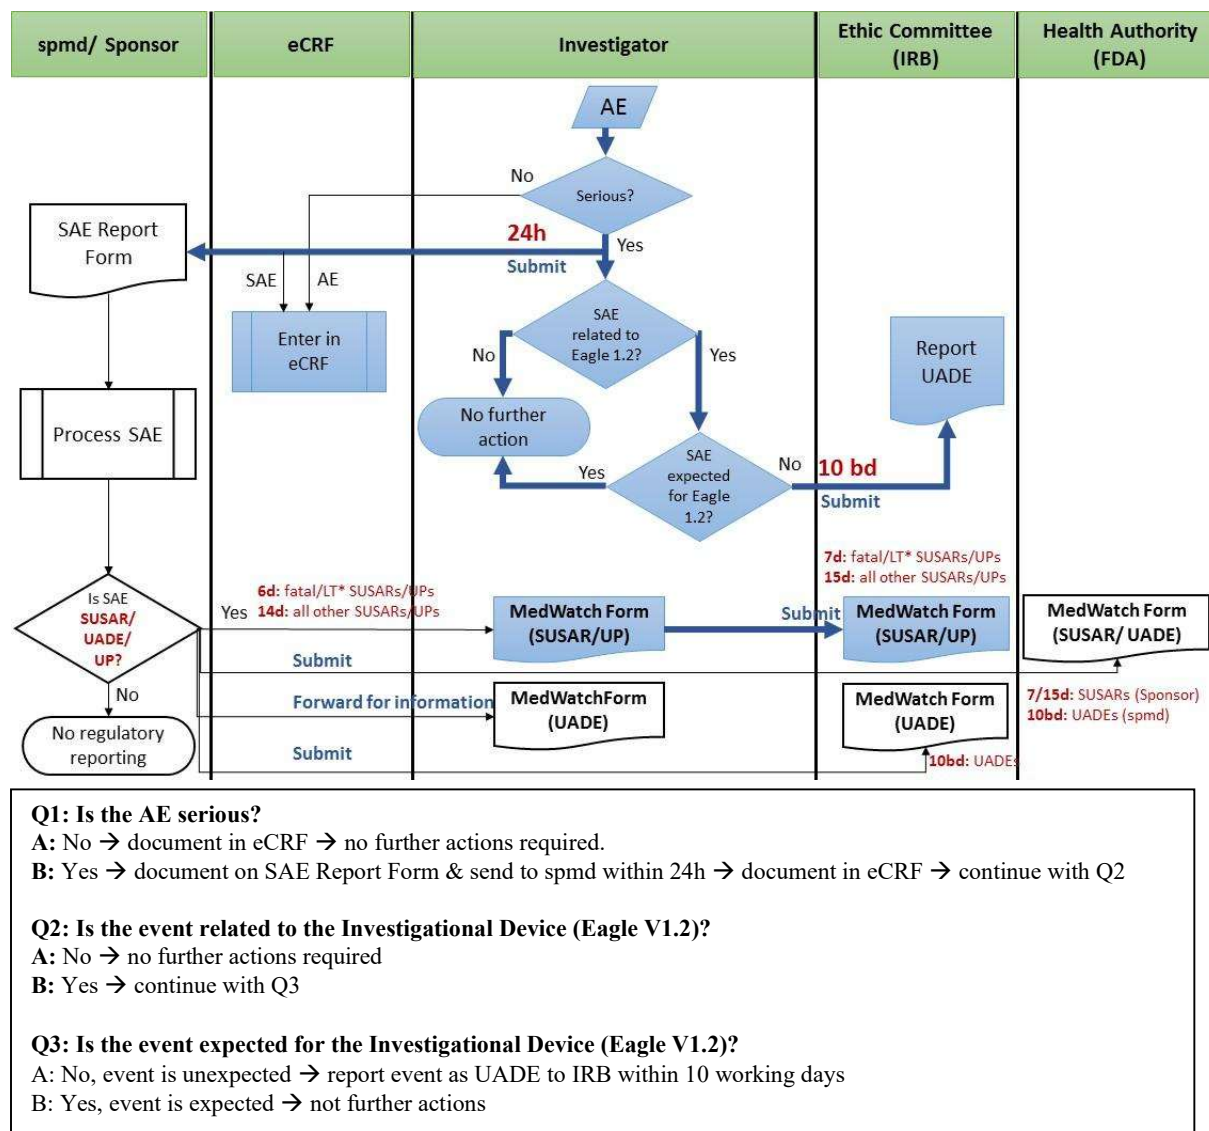 spmd/ Sponsor
eCRF
Investigator
Ethic Committee
(IRB)
Health Authority
(FDA)
AE
No
Serious?
SAE Report
Form
24h
Yes
Submit
SAE
AE
SAE
related to
Eagle 1.2?
Enter in
eCRF
No
Yes
Report
UADE
No further
action
Process SAE
SAE
expected
for Eagle
1.2?
Yes
No
10 bd
Submit
7d: fatal/LT* SUSARs/UPs
15d: all other SUSARs/UPs
Is SAE
SUSAR/
UADE/
UP?
Yes
6d: fatal/LT* SUSARs/UPs
14d: all other SUSARs/UPs
MedWatch Form
(SUSAR/UP)
Submit
MedWatch Form
(SUSAR/UP)
MedWatch Form
(SUSAR/ UADE)
Submit
No
Forward for information
MedWatchForm
(UADE)
MedWatch Form
(UADE)
7/15d: SUSARs (Sponsor)
10bd: UADEs (spmd)
No regulatory
reporting
Submit
10bd: UADEs
Q1: Is the AE serious?
A: No → document in eCRF → no further actions required.
B: Yes → document on SAE Report Form & send to spmd within 24h → document in eCRF → continue with Q2
Q2: Is the event related to the Investigational Device (Eagle V1.2)?
A: No → no further actions required
B: Yes → continue with Q3
Q3: Is the event expected for the Investigational Device (Eagle V1.2)?
A: No, event is unexpected → report event as UADE to IRB within 10 working days
B: Yes, event is expected → not further actions